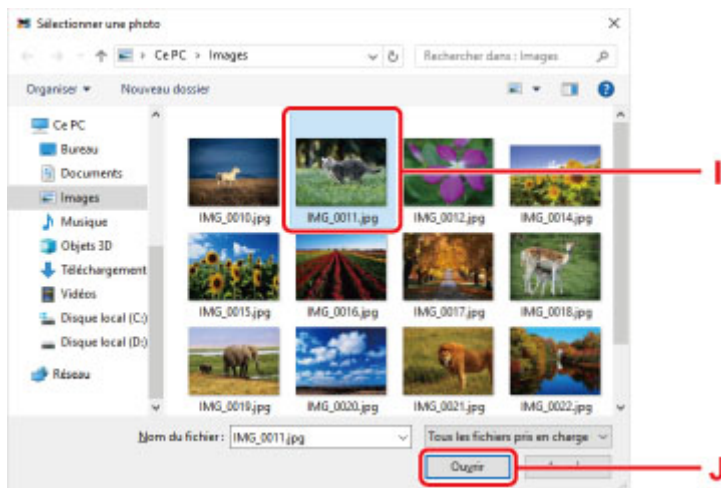 Sélectionner une photo
Ce PC > Images
Rechercher dans : Images
Organiser
Nouveau dossier
Ce PC
Bureau
Documents
Images
Musique
Objets 3D
Téléchargement
Vidéos
Disque local (C:)
Disque local (D:)
Réseau
IMG_0010.jpg
IMG_0011.jpg
IMG_0012.jpg
IMG_0014.jpg
IMG_0015.jpg
IMG_0016.jpg
IMG_0017.jpg
IMG_0018.jpg
IMG_0019.jpg
IMG_0020.jpg
IMG_0021.jpg
IMG_0022.jpg
I
Nom du fichier : IMG_0011.jpg
Tous les fichiers pris en charge
Ouvrir
J